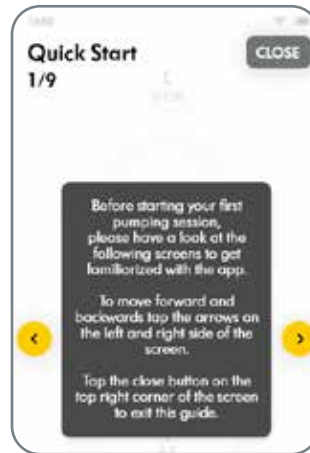 Quick Start
CLOSE
1/9
Before starting your first
pumping session,
please have a look at the
following screens to get
familiarized with the app.
To move forward and
backwards tap the arrows on
the left and right side of the
screen.
Tap the close button on the
top right corner of the screen
to exit this guide.